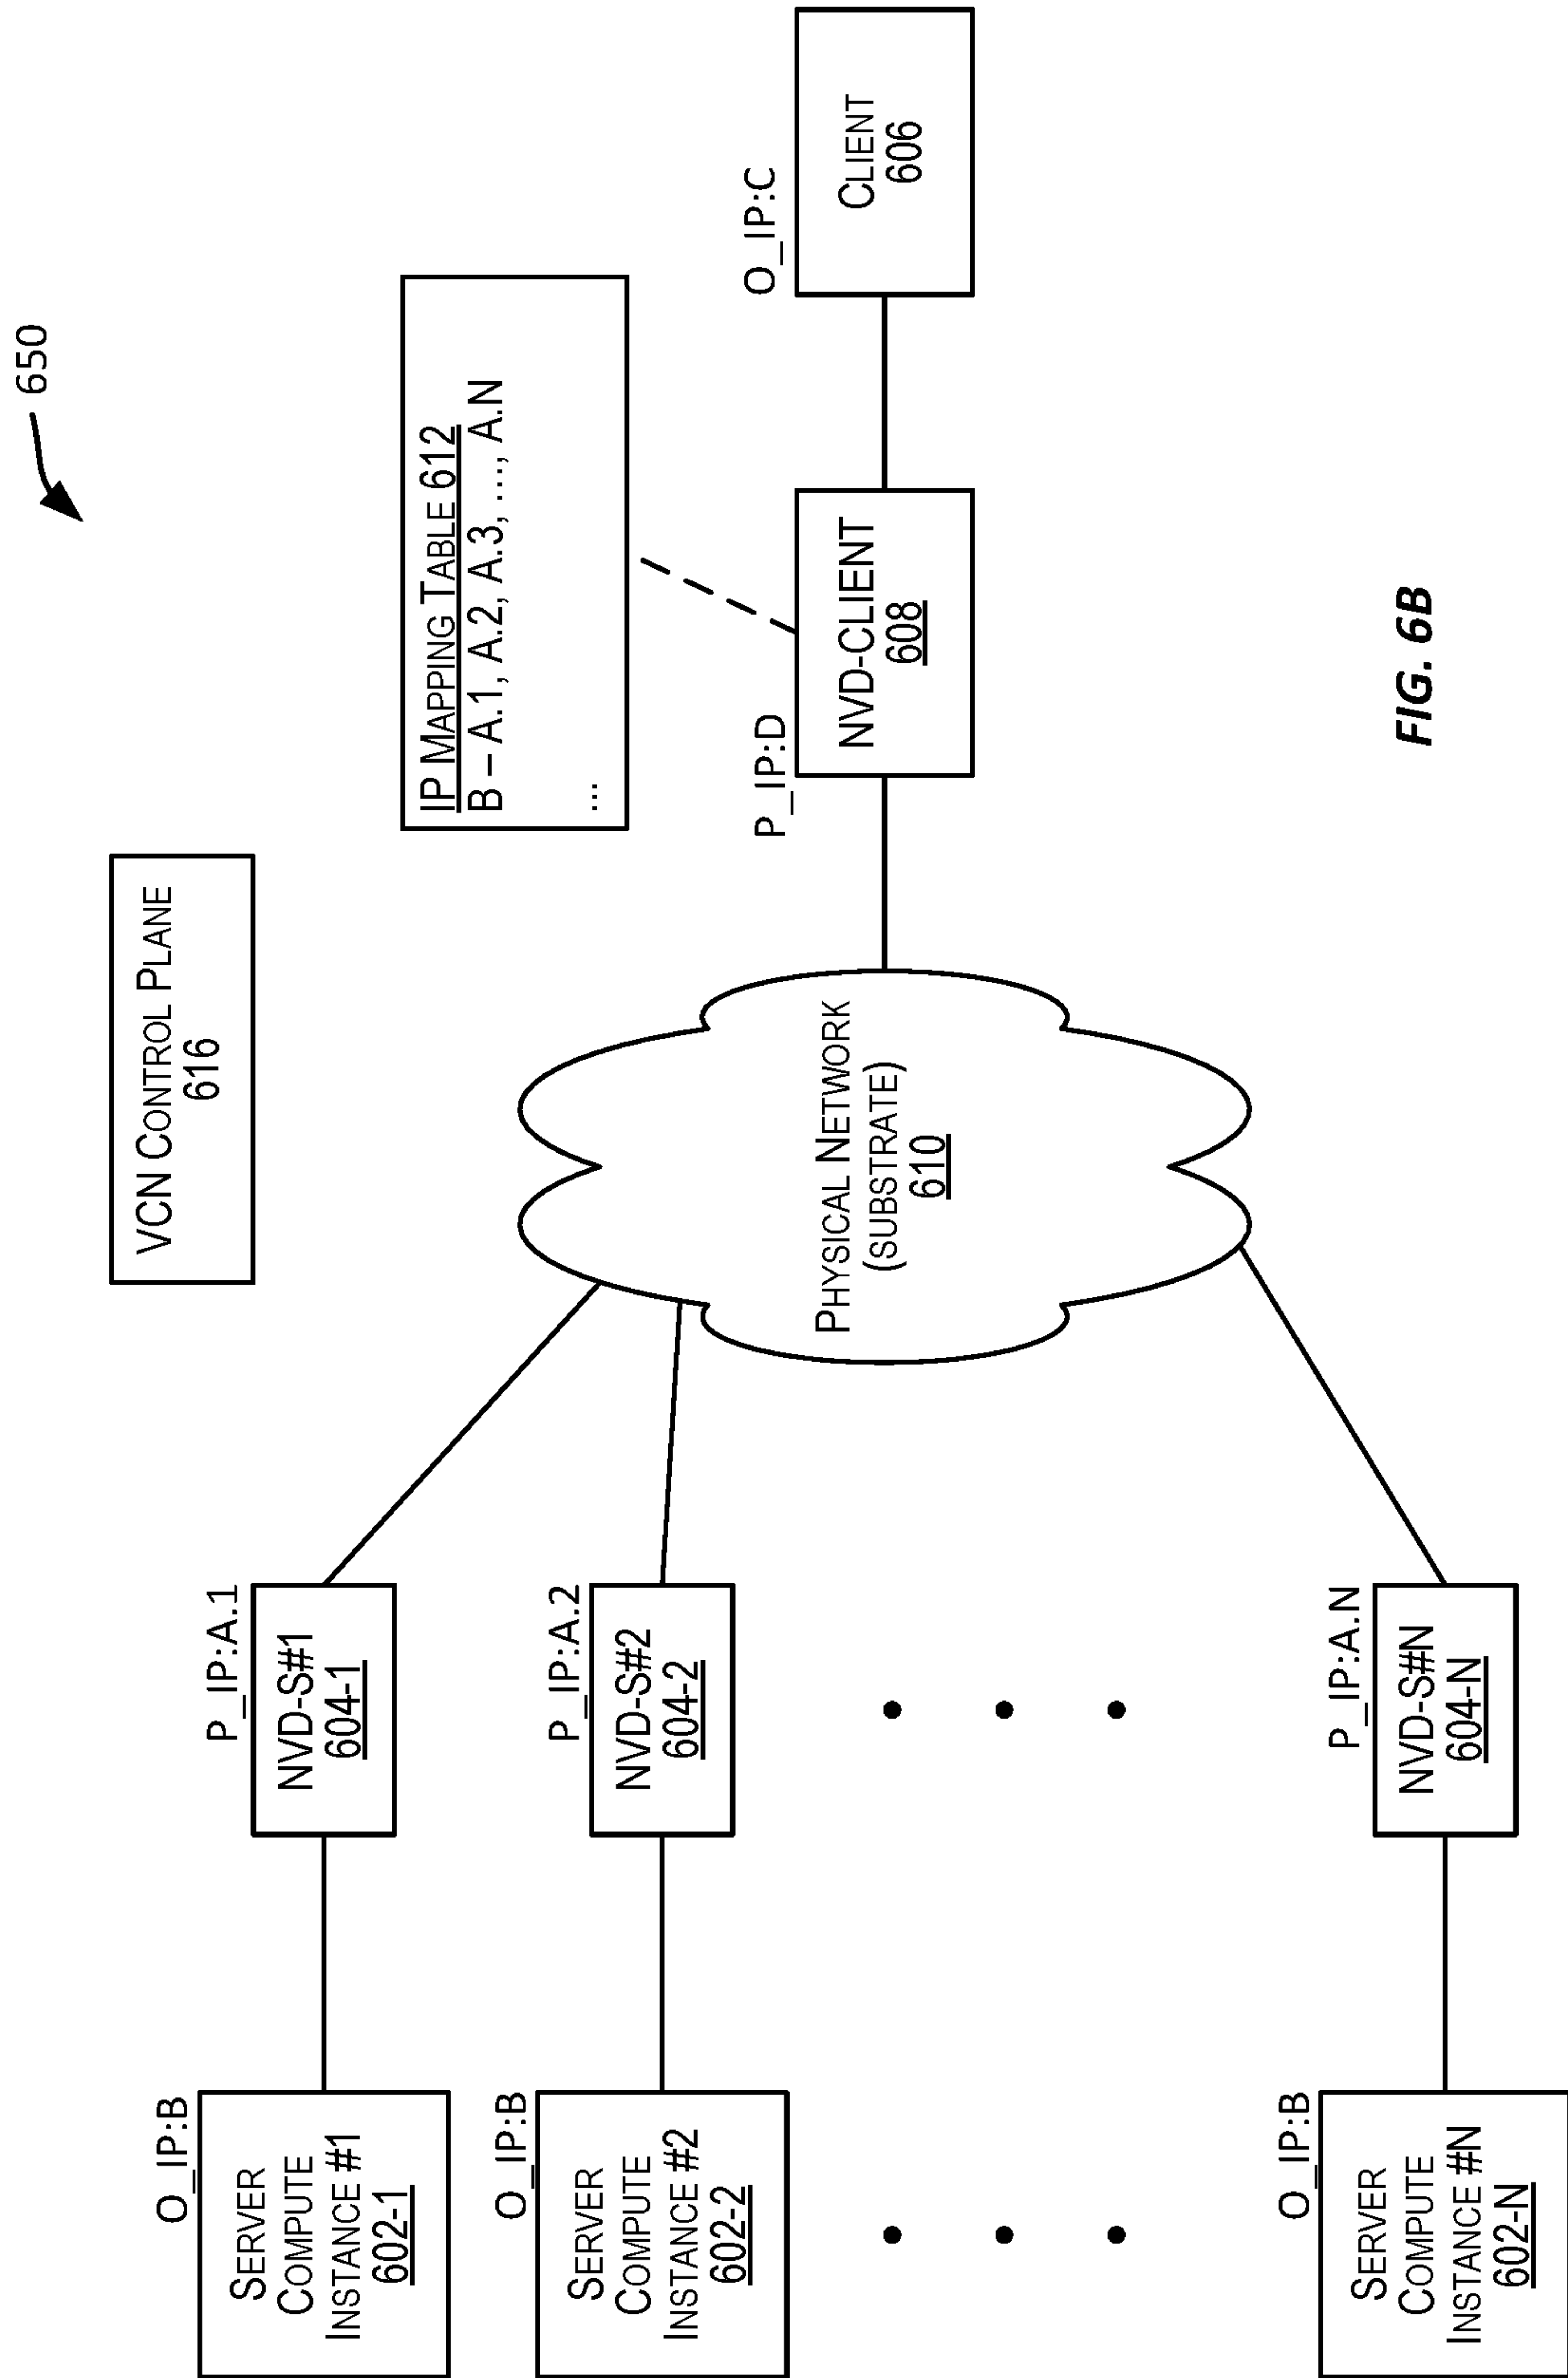 650
VCN CONTROL PLANE
616
IP MAPPING TABLE 612
B – A.1, A.2, A.3, ..., A.N
...
O_IP:B
SERVER
COMPUTE
INSTANCE #1
602-1
P_IP:A.1
NVD-S#1
604-1
O_IP:B
SERVER
COMPUTE
INSTANCE #2
602-2
P_IP:A.2
NVD-S#2
604-2
PHYSICAL NETWORK
(SUBSTRATE)
610
P_IP:D
NVD-CLIENT
608
O_IP:C
CLIENT
606
O_IP:B
SERVER
COMPUTE
INSTANCE #N
602-N
P_IP:A.N
NVD-S#N
604-N
FIG. 6B